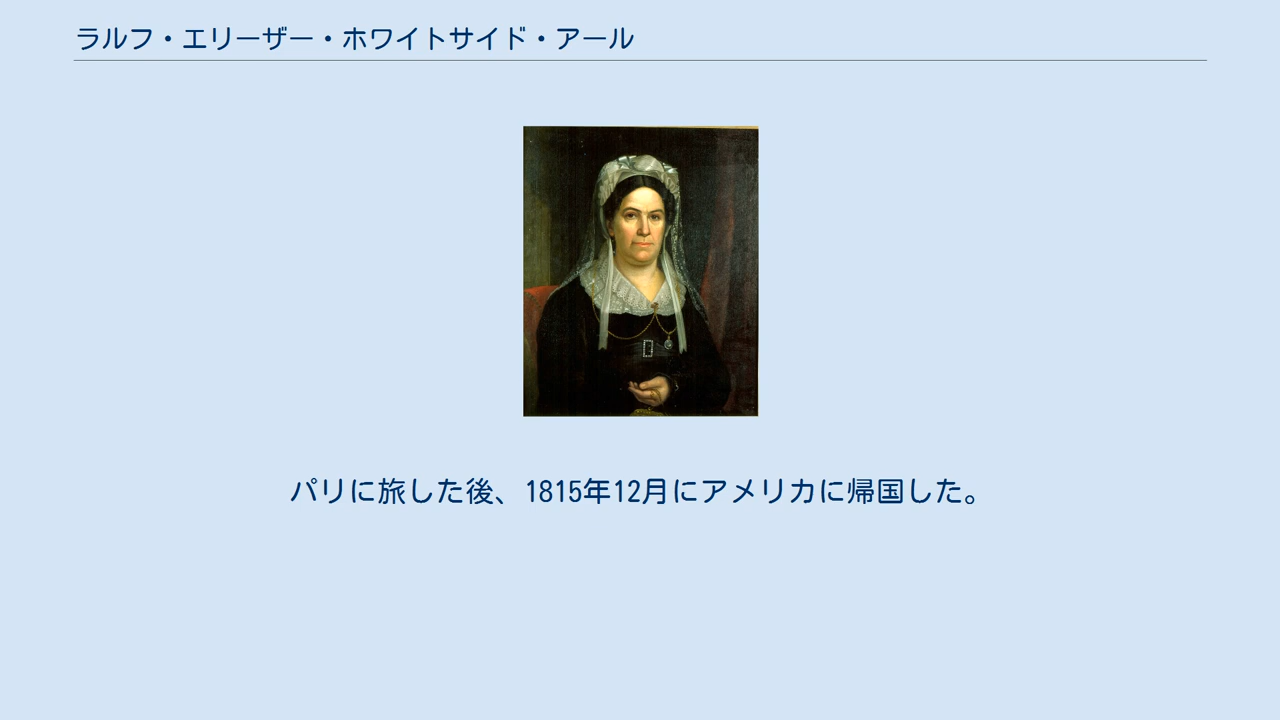 ラルフ・エリーザー・ホワイトサイド・アール
パリに旅した後、1815年12月にアメリカに帰国した。